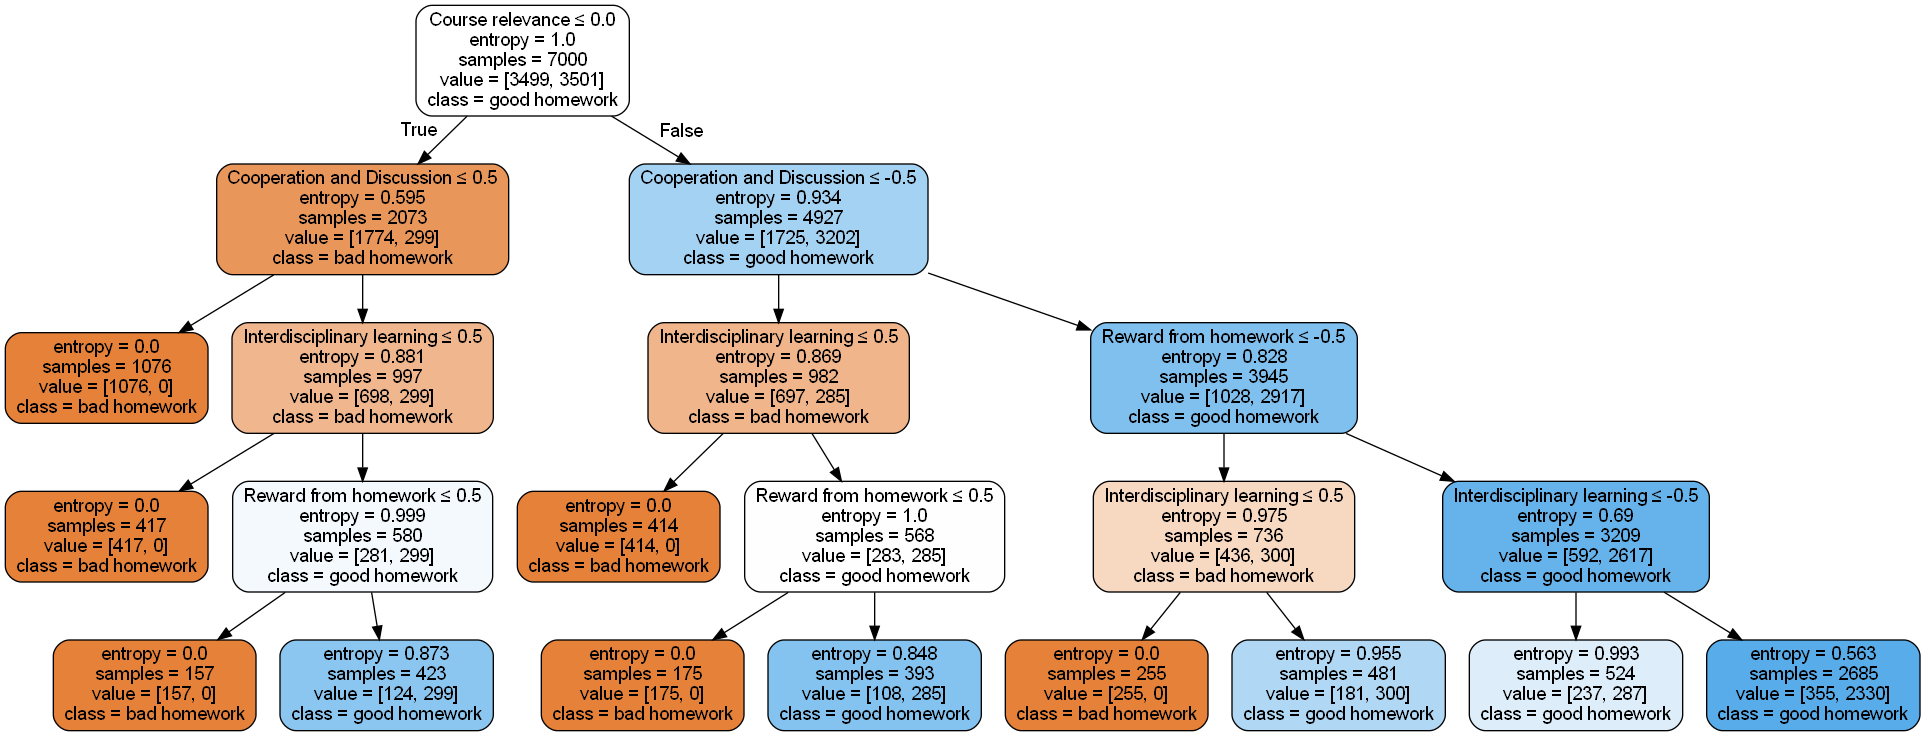 Course relevance ≤ 0.0
entropy = 1.0
samples = 7000
value = [3499, 3501]
class = good homework
True
False
Cooperation and Discussion ≤ 0.5
entropy = 0.595
samples = 2073
value = [1774, 299]
class = bad homework
Cooperation and Discussion ≤ -0.5
entropy = 0.934
samples = 4927
value = [1725, 3202]
class = good homework
entropy = 0.0
samples = 1076
value = [1076, 0]
class = bad homework
Interdisciplinary learning ≤ 0.5
entropy = 0.881
samples = 997
value = [698, 299]
class = bad homework
Interdisciplinary learning ≤ 0.5
entropy = 0.869
samples = 982
value = [697, 285]
class = bad homework
Reward from homework ≤ -0.5
entropy = 0.828
samples = 3945
value = [1028, 2917]
class = good homework
entropy = 0.0
samples = 417
value = [417, 0]
class = bad homework
Reward from homework ≤ 0.5
entropy = 0.999
samples = 580
value = [281, 299]
class = good homework
entropy = 0.0
samples = 414
value = [414, 0]
class = bad homework
Reward from homework ≤ 0.5
entropy = 1.0
samples = 568
value = [283, 285]
class = good homework
Interdisciplinary learning ≤ 0.5
entropy = 0.975
samples = 736
value = [436, 300]
class = bad homework
Interdisciplinary learning ≤ -0.5
entropy = 0.69
samples = 3209
value = [592, 2617]
class = good homework
entropy = 0.0
samples = 157
value = [157, 0]
class = bad homework
entropy = 0.873
samples = 423
value = [124, 299]
class = good homework
entropy = 0.0
samples = 175
value = [175, 0]
class = bad homework
entropy = 0.848
samples = 393
value = [108, 285]
class = good homework
entropy = 0.0
samples = 255
value = [255, 0]
class = bad homework
entropy = 0.955
samples = 481
value = [181, 300]
class = good homework
entropy = 0.993
samples = 524
value = [237, 287]
class = good homework
entropy = 0.563
samples = 2685
value = [355, 2330]
class = good homework